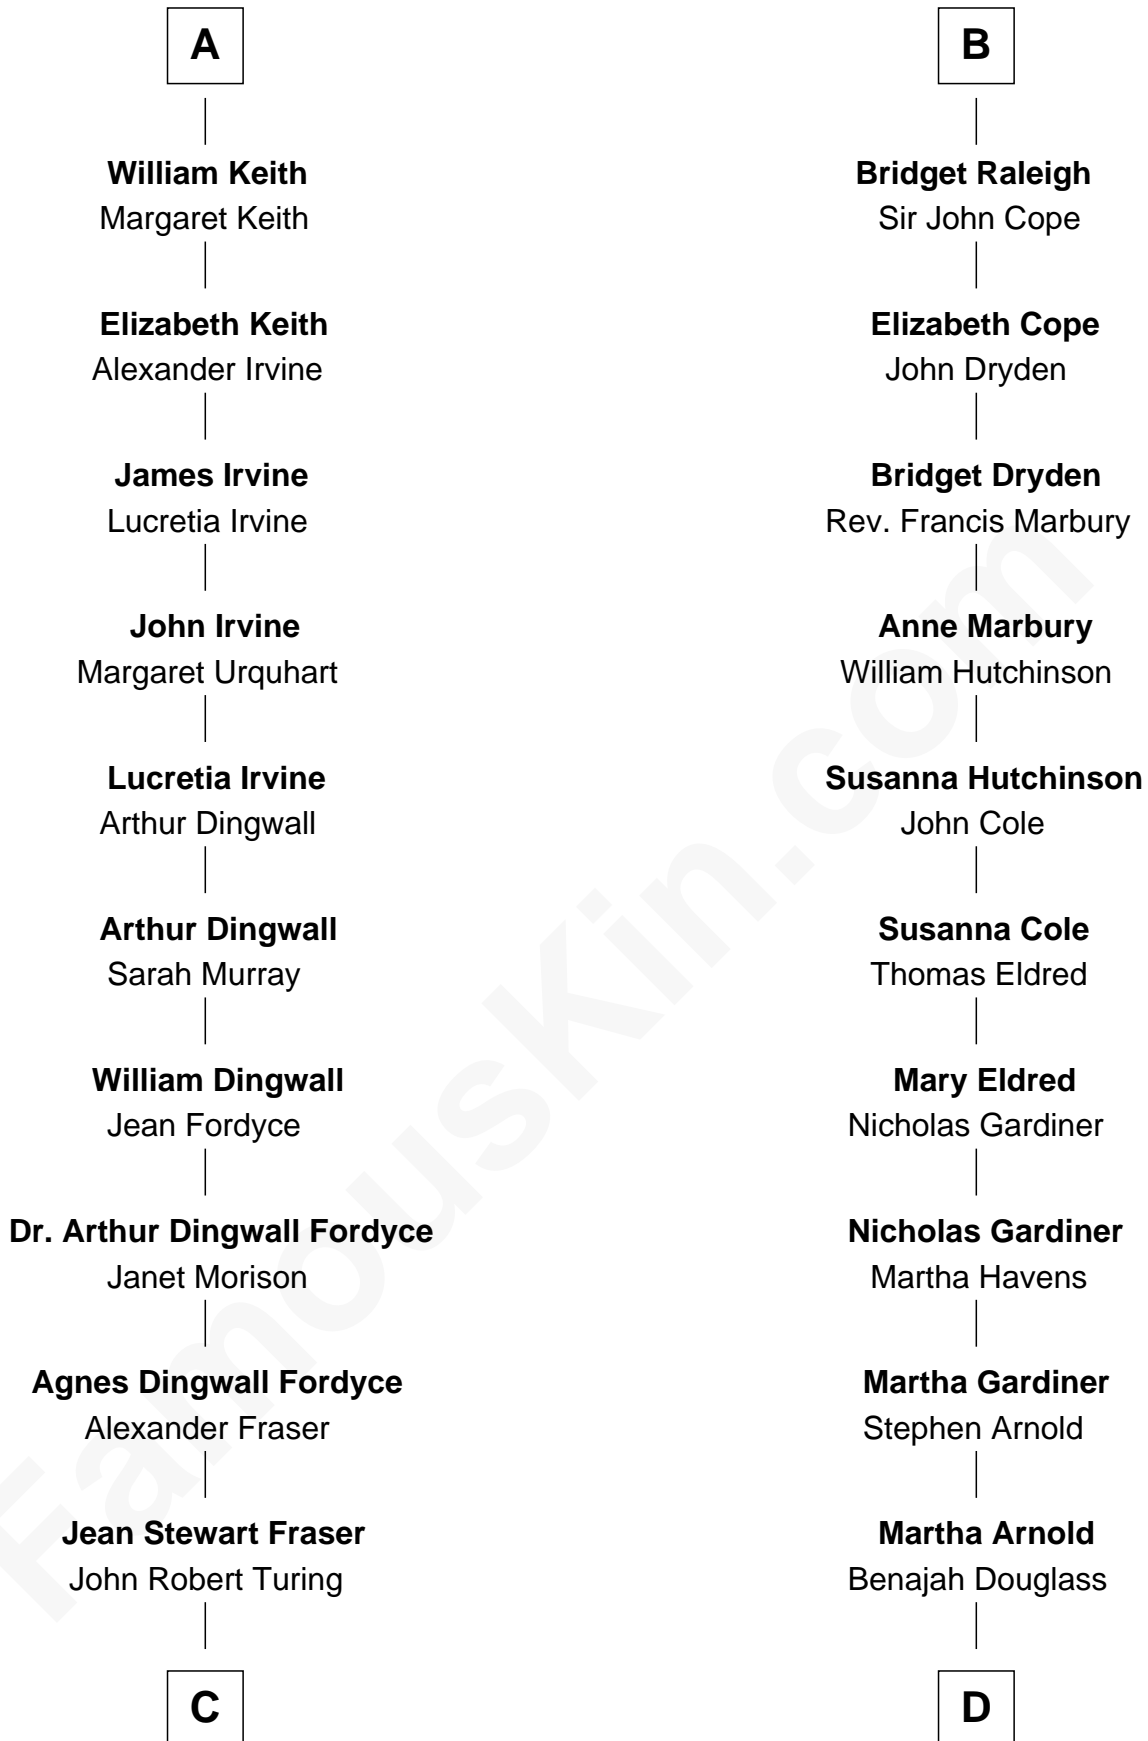 A
William Keith
Margaret Keith
Elizabeth Keith
Alexander Irvine
James Irvine
Lucretia Irvine
John Irvine
Margaret Urquhart
Lucretia Irvine
Arthur Dingwall
Arthur Dingwall
Sarah Murray
William Dingwall
Jean Fordyce
Dr. Arthur Dingwall Fordyce
Janet Morison
Agnes Dingwall Fordyce
Alexander Fraser
Jean Stewart Fraser
John Robert Turing
C
B
Bridget Raleigh
Sir John Cope
Elizabeth Cope
John Dryden
Bridget Dryden
Rev. Francis Marbury
Anne Marbury
William Hutchinson
Susanna Hutchinson
John Cole
Susanna Cole
Thomas Eldred
Mary Eldred
Nicholas Gardiner
Nicholas Gardiner
Martha Havens
Martha Gardiner
Stephen Arnold
Martha Arnold
Benajah Douglass
D
FamousKin.com